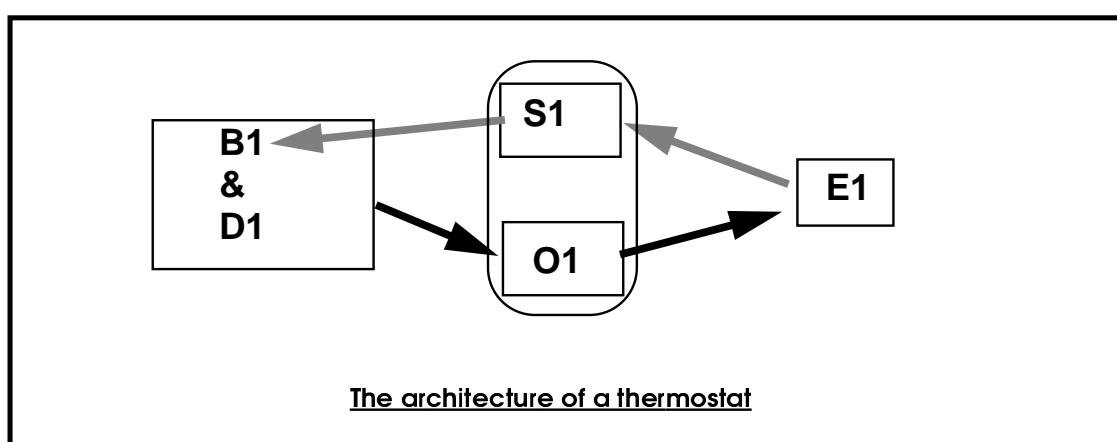 S1
B1
&
D1
E1
O1
The architecture of a thermostat